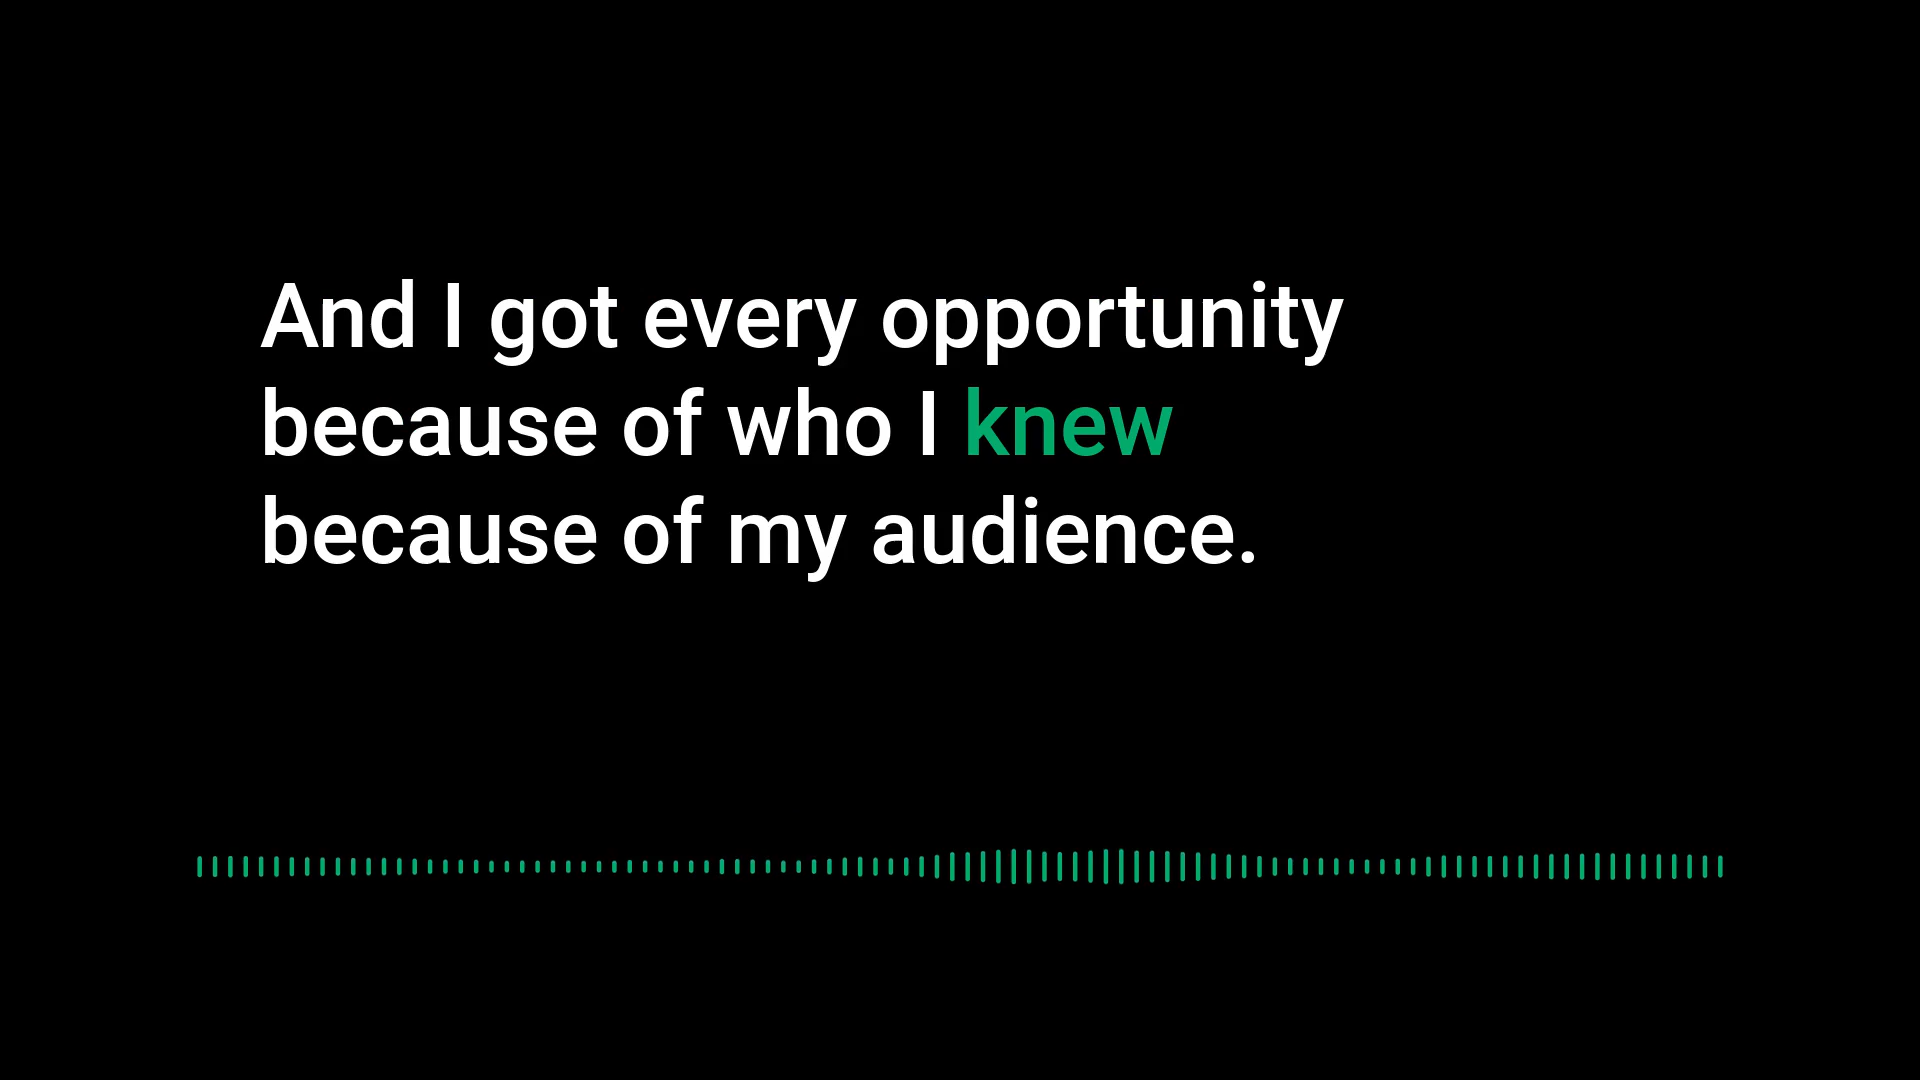 And I got every opportunity
because of who I knew
because of my audience.